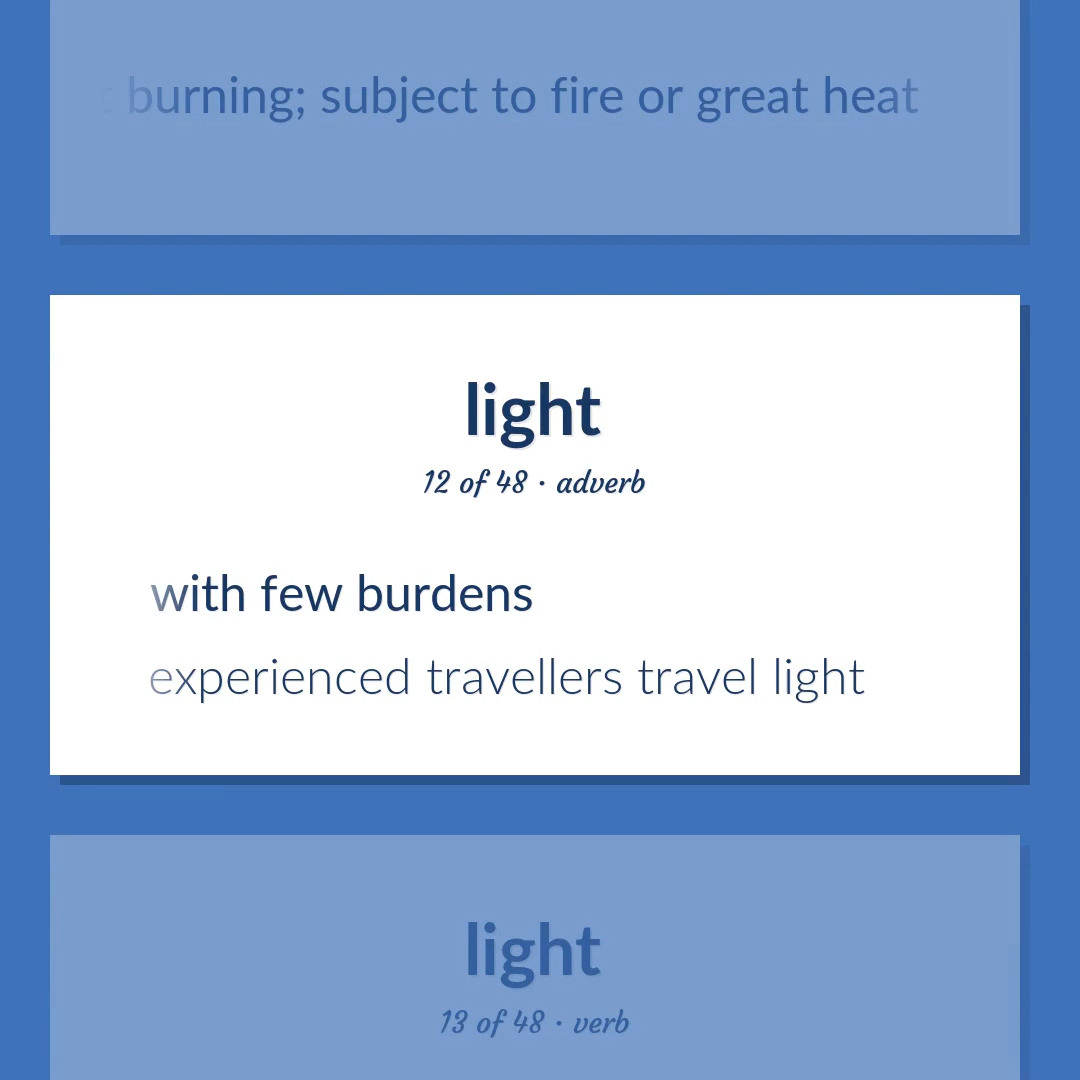 burning; subject to fire or great heat
light
12 of 48 · adverb
with few burdens
experienced travellers travel light
light
13 of 48 · verb